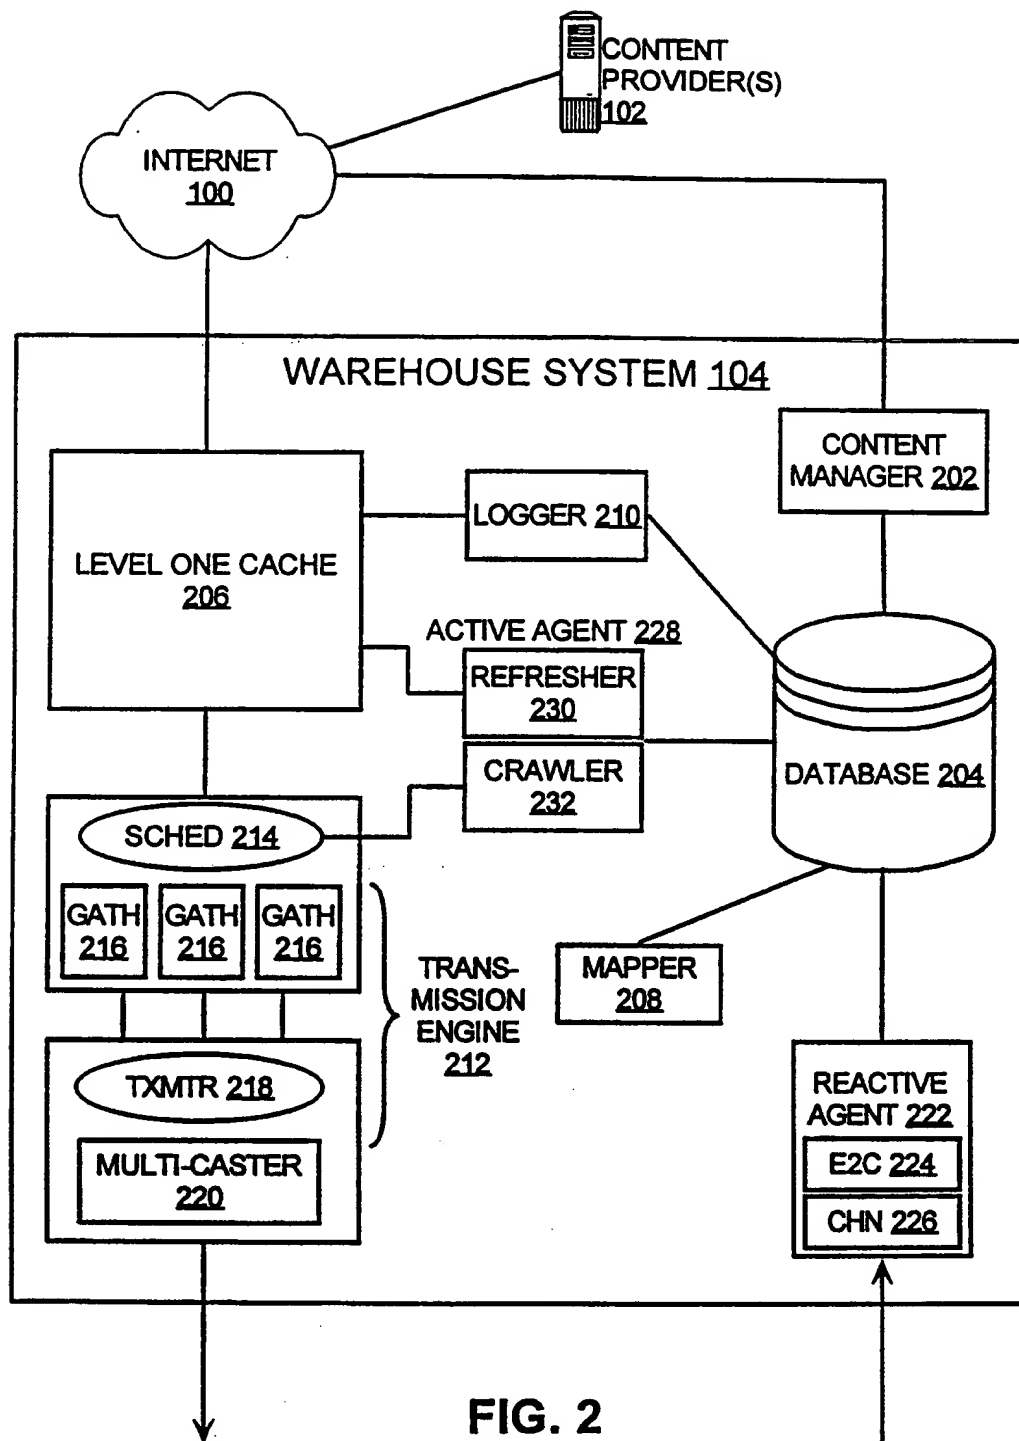 CONTENT
PROVIDER(S)
102
INTERNET
100
WAREHOUSE SYSTEM 104
CONTENT
MANAGER 202
LOGGER 210
LEVEL ONE CACHE
206
ACTIVE AGENT 228
REFRESHER
230
CRAWLER
232
DATABASE 204
SCHED 214
GATH
216
GATH
216
GATH
216
TRANS-
MISSION
ENGINE
212
MAPPER
208
TXMTR 218
MULTI-CASTER
220
REACTIVE
AGENT 222
E2C 224
CHN 226
FIG. 2